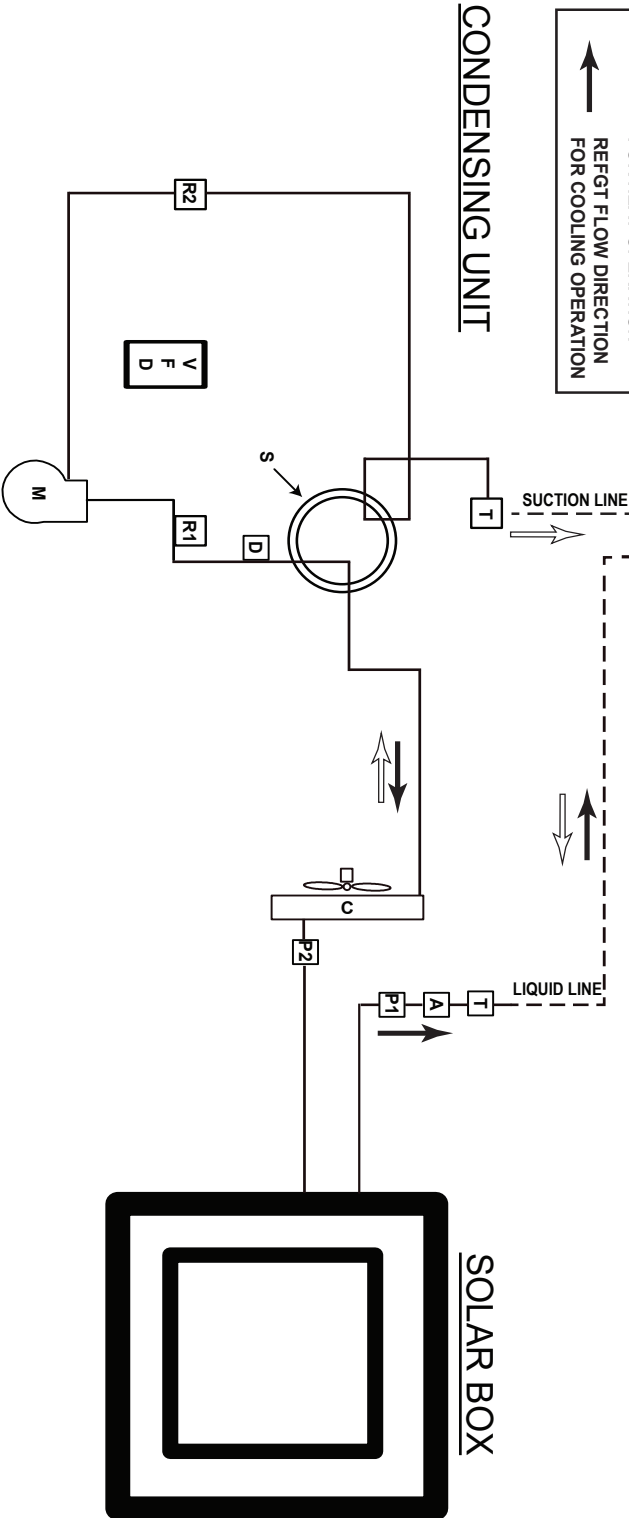 REFGT FLOW DIRECTION
FOR COOLING OPERATION
CONDENSING UNIT
SUCTION LINE
T
R2
V
F
D
S
M
R1
D
C
P2
LIQUID LINE
P1
A
T
SOLAR BOX